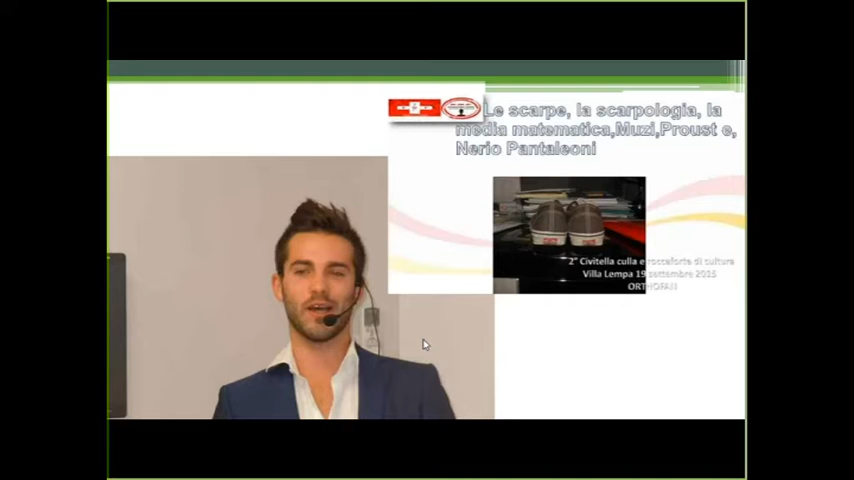 Le scarpe, la scarpologia, la
media matematica,Muzi,Proust e,
Nerio Pantaleoni
2° Civitella culla e roccaforte di cultura
Villa Lempa 19 settembre 2015